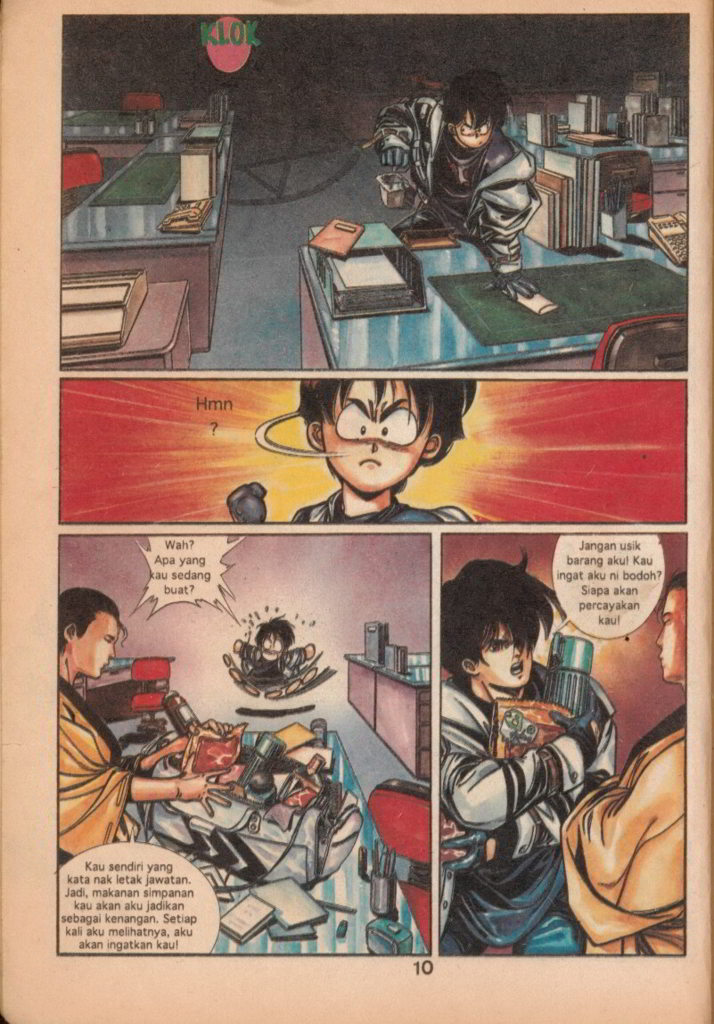 KLOK
Hmn
?
Wah?
Apa yang
kau sedang
buat?
Kau sendiri yang
kata nak letak jawatan.
Jadi, makanan simpanan
kau akan aku jadikan
sebagai kenangan. Setiap
kali aku melihatnya, aku
akan ingatkan kau!
Jangan usik
barang aku! Kau
ingat aku ni bodoh?
Siapa akan
percayakan
kau!
10